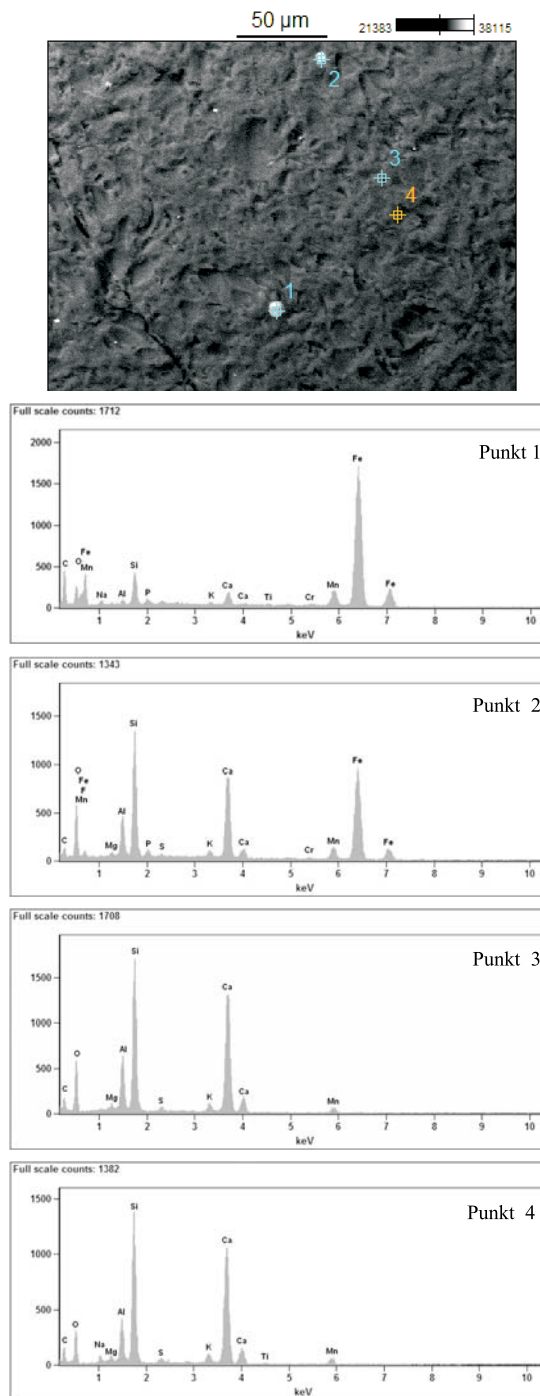 50 µm
21383 38115
2
3
4
1
Full scale counts: 1712
Punkt 1
2000
1500
1000
500
0
C O Fe Mn Na Al Si P K Ca Ca Ti Cr Mn Fe Fe
1 2 3 4 5 6 7 8 9 10
keV
Full scale counts: 1343
Punkt 2
1500
1000
500
0
C O Fe F Mn Mg Al Si P S K Ca Ca Cr Mn Fe Fe
1 2 3 4 5 6 7 8 9 10
keV
Full scale counts: 1708
Punkt 3
1500
1000
500
0
C O Mg Al Si S K Ca Ca Mn
1 2 3 4 5 6 7 8 9 10
keV
Full scale counts: 1382
Punkt 4
1500
1000
500
0
C O Na Mg Al Si S K Ca Ca Ti Mn
1 2 3 4 5 6 7 8 9 10
keV